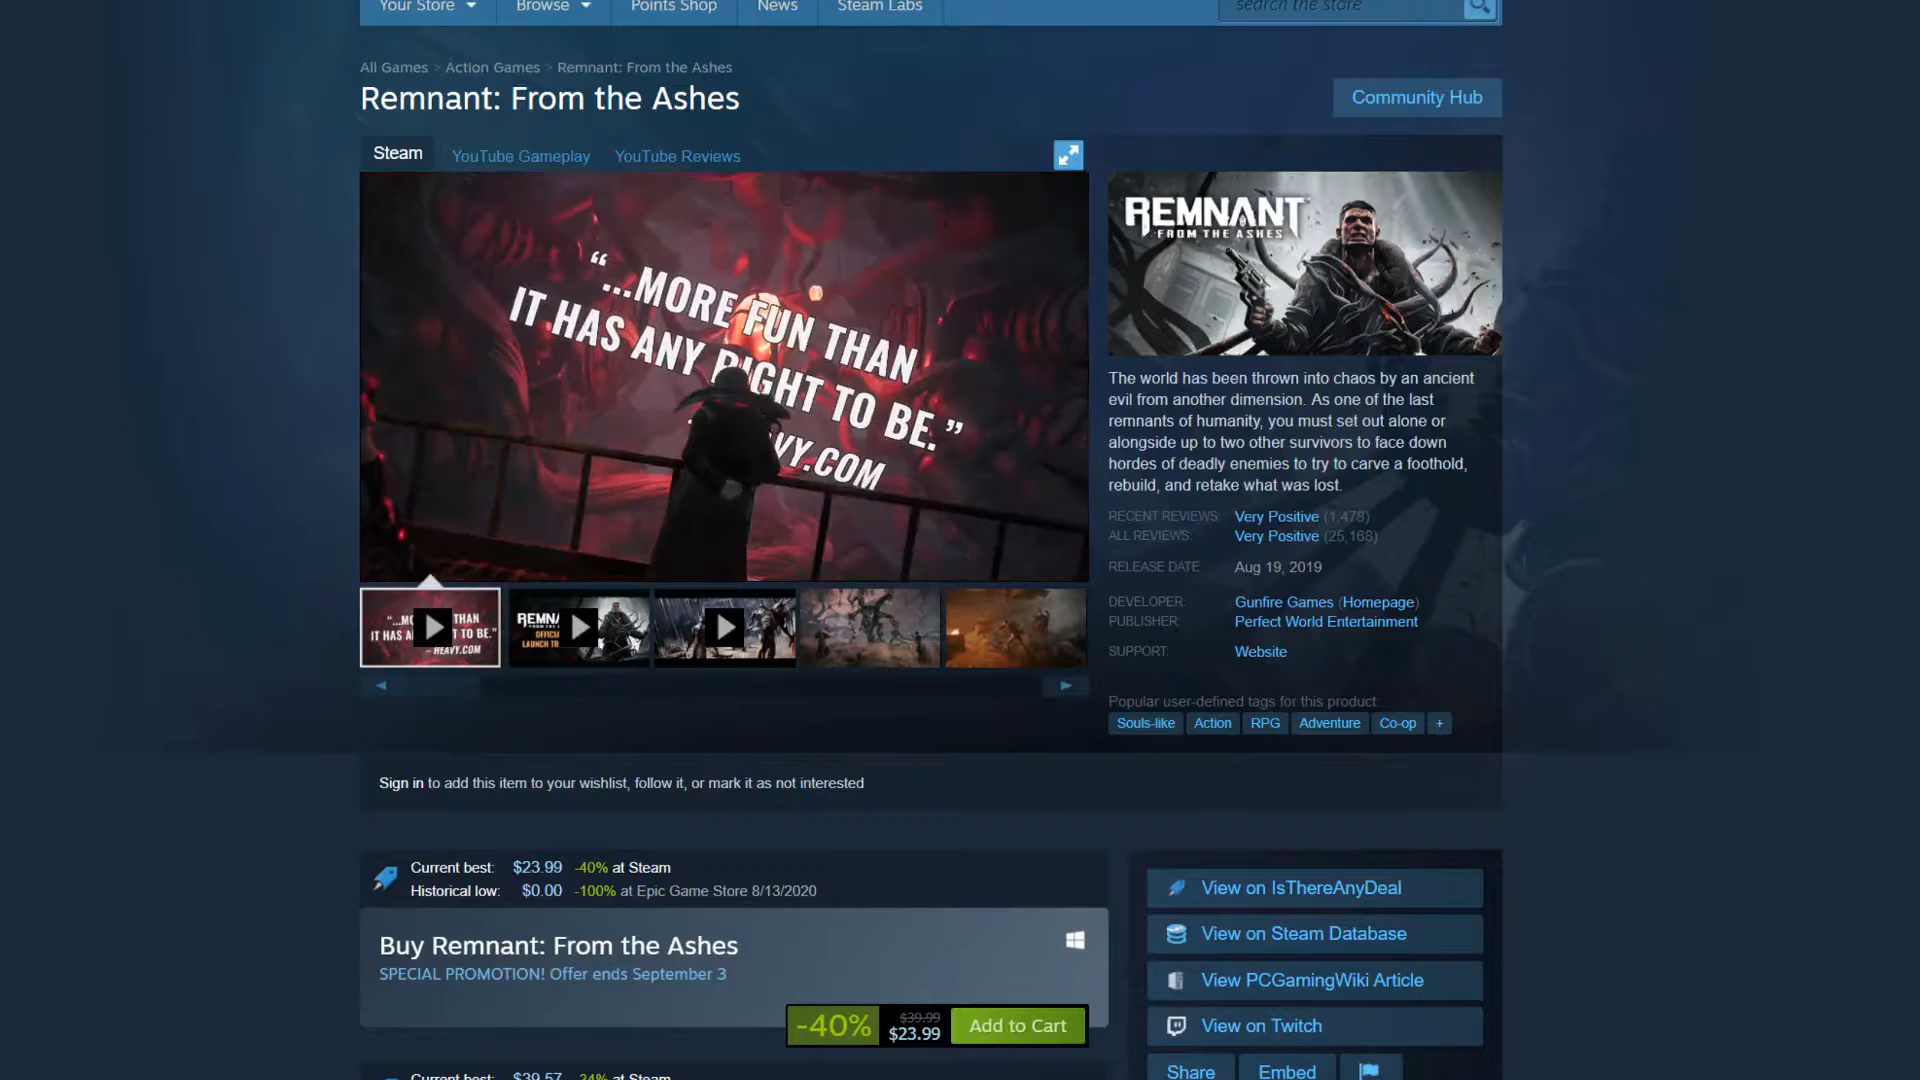 Your Store
Browse
Points Shop
News
Steam Labs
search the store
All Games > Action Games > Remnant: From the Ashes
Remnant: From the Ashes
Community Hub
Steam
YouTube Gameplay
YouTube Reviews
“...MORE FUN THAN
IT HAS ANY RIGHT TO BE.”
VY.COM
REMNANT
FROM THE ASHES
The world has been thrown into chaos by an ancient
evil from another dimension. As one of the last
remnants of humanity, you must set out alone or
alongside up to two other survivors to face down
hordes of deadly enemies to try to carve a foothold,
rebuild, and retake what was lost.
RECENT REVIEWS: Very Positive (1,478)
ALL REVIEWS: Very Positive (25,168)
RELEASE DATE: Aug 19, 2019
DEVELOPER: Gunfire Games (Homepage)
PUBLISHER: Perfect World Entertainment
SUPPORT: Website
Popular user-defined tags for this product:
Souls-like
Action
RPG
Adventure
Co-op
+
Sign in to add this item to your wishlist, follow it, or mark it as not interested
Current best: $23.99 -40% at Steam
Historical low: $0.00 -100% at Epic Game Store 8/13/2020
Buy Remnant: From the Ashes
SPECIAL PROMOTION! Offer ends September 3
-40%
$39.99
$23.99
Add to Cart
Current best: $39.57 -34% at Steam
View on IsThereAnyDeal
View on Steam Database
View PCGamingWiki Article
View on Twitch
Share
Embed